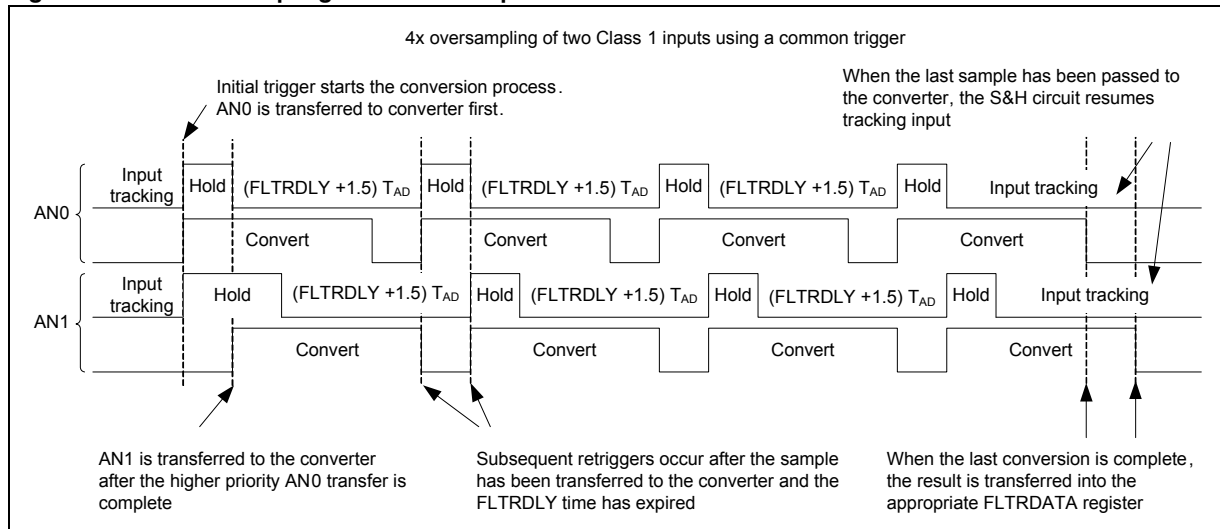 4x oversampling of two Class 1 inputs using a common trigger
Initial trigger starts the conversion process.
AN0 is transferred to converter first.
When the last sample has been passed to
the converter, the S&H circuit resumes
tracking input
AN0
Input
tracking
Hold
(FLTRDLY +1.5) TAD
Hold
(FLTRDLY +1.5) TAD
Hold
(FLTRDLY +1.5) TAD
Hold
Input tracking
Convert
Convert
Convert
Convert
AN1
Input
tracking
Hold
(FLTRDLY +1.5) TAD
Hold
(FLTRDLY +1.5) TAD
Hold
(FLTRDLY +1.5) TAD
Hold
Input tracking
Convert
Convert
Convert
Convert
AN1 is transferred to the converter
after the higher priority AN0 transfer is
complete
Subsequent retriggers occur after the sample
has been transferred to the converter and the
FLTRDLY time has expired
When the last conversion is complete,
the result is transferred into the
appropriate FLTRDATA register